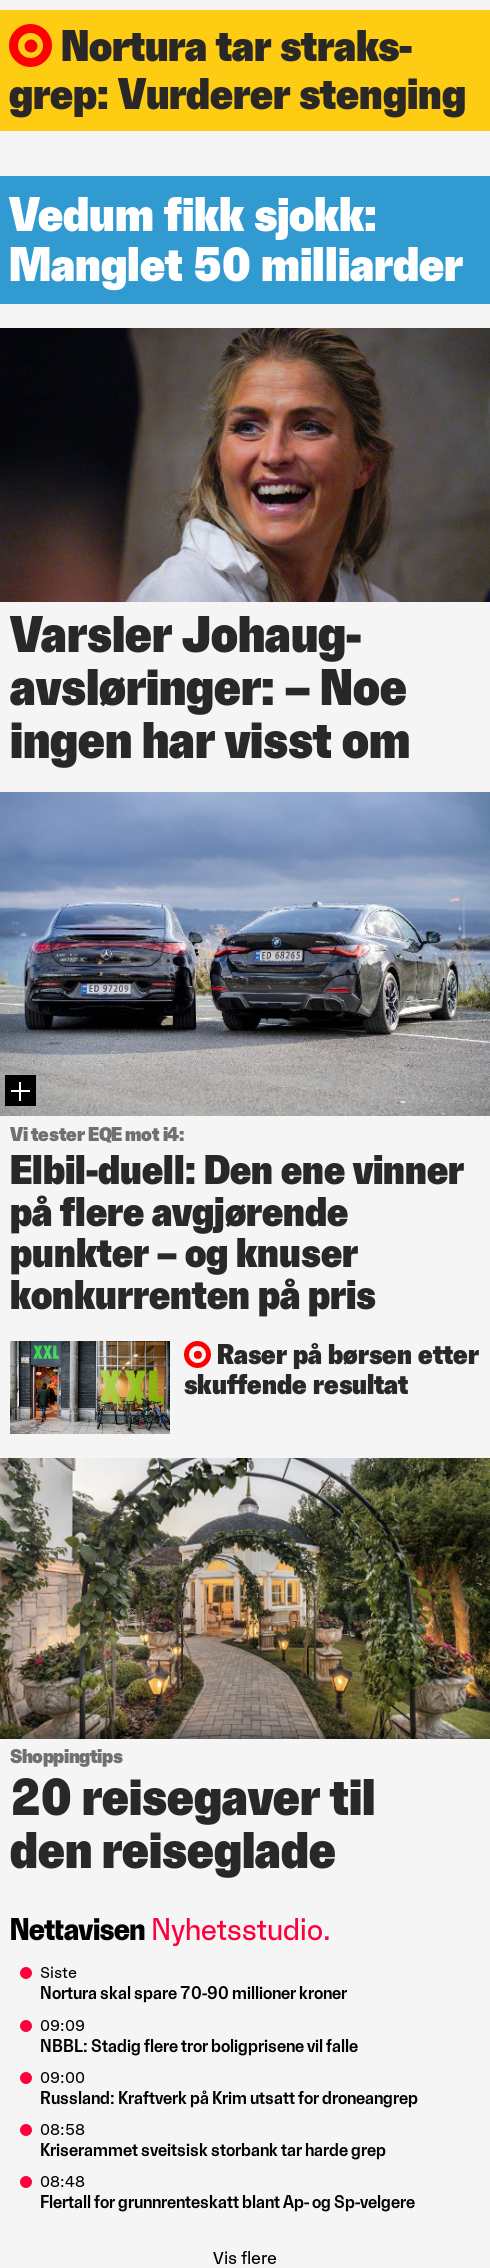 Nortura tar straks-
grep: Vurderer stenging
Vedum fikk sjokk:
Manglet 50 milliarder
Varsler Johaug-
avsløringer: – Noe
ingen har visst om
ED 97209
ED 68265
Vi tester EQE mot i4:
Elbil-duell: Den ene vinner
på flere avgjørende
punkter – og knuser
konkurrenten på pris
XXL
XXL
Raser på børsen etter
skuffende resultat
Shoppingtips
20 reisegaver til
den reiseglade
Nettavisen Nyhetsstudio.
Siste
Nortura skal spare 70-90 millioner kroner
09:09
NBBL: Stadig flere tror boligprisene vil falle
09:00
Russland: Kraftverk på Krim utsatt for droneangrep
08:58
Kriserammet sveitsisk storbank tar harde grep
08:48
Flertall for grunnrenteskatt blant Ap- og Sp-velgere
Vis flere